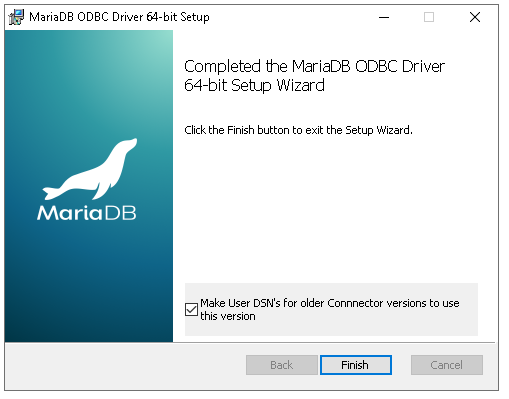 MariaDB ODBC Driver 64-bit Setup
Completed the MariaDB ODBC Driver
64-bit Setup Wizard
Click the Finish button to exit the Setup Wizard.
MariaDB
Make User DSN's for older Connnector versions to use
this version
Back
Finish
Cancel